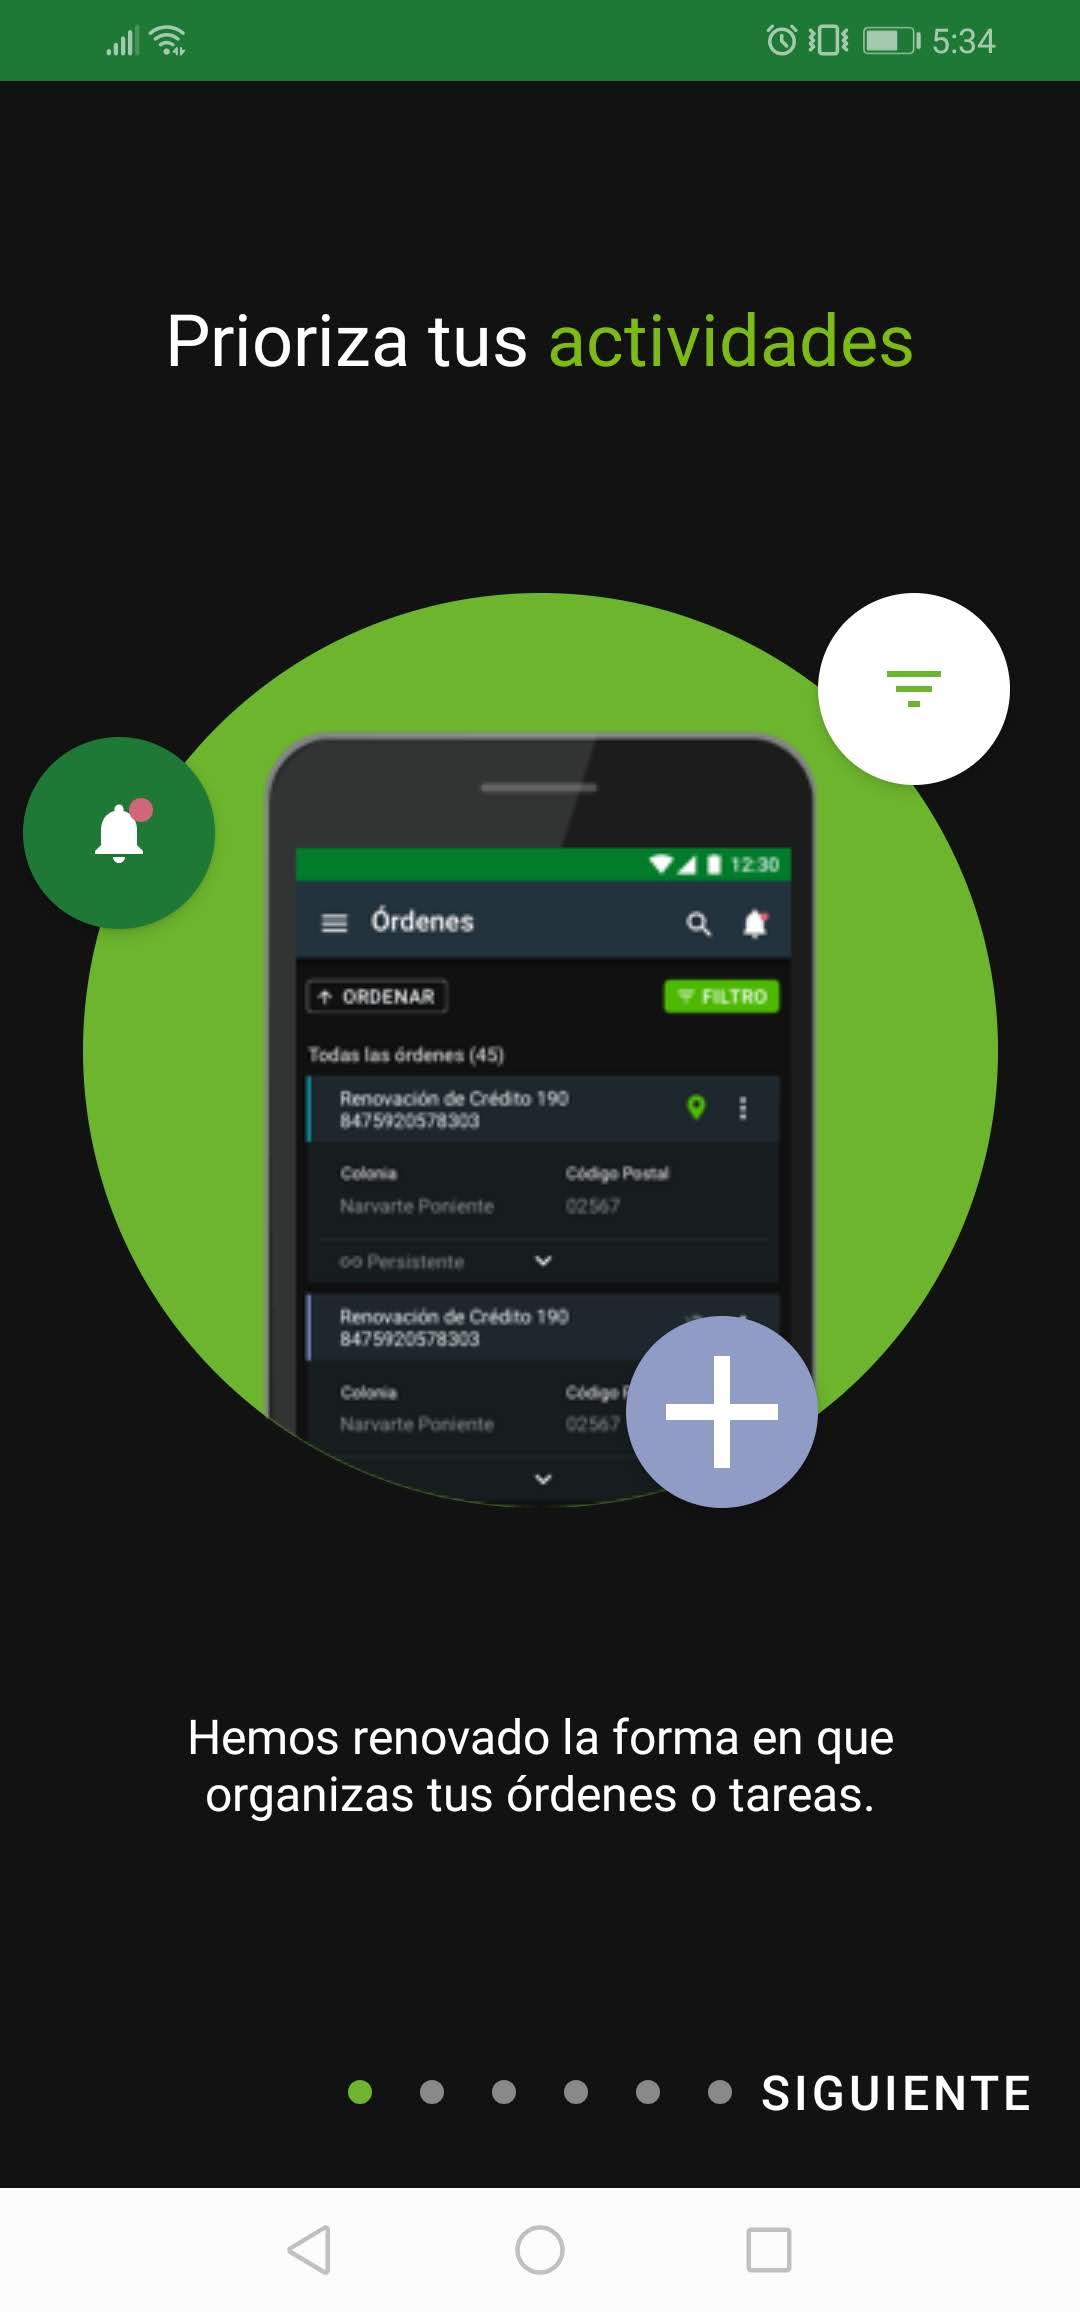 5:34
Prioriza tus actividades
12:30
Órdenes
ORDENAR
FILTRO
Todas las órdenes (45)
Renovación de Crédito 190
8475920578303
Colonia
Código Postal
Narvarte Poniente
02567
Persistente
Renovación de Crédito 190
8475920578303
Colonia
Código
Narvarte Poniente
02567
Hemos renovado la forma en que
organizas tus órdenes o tareas.
SIGUIENTE